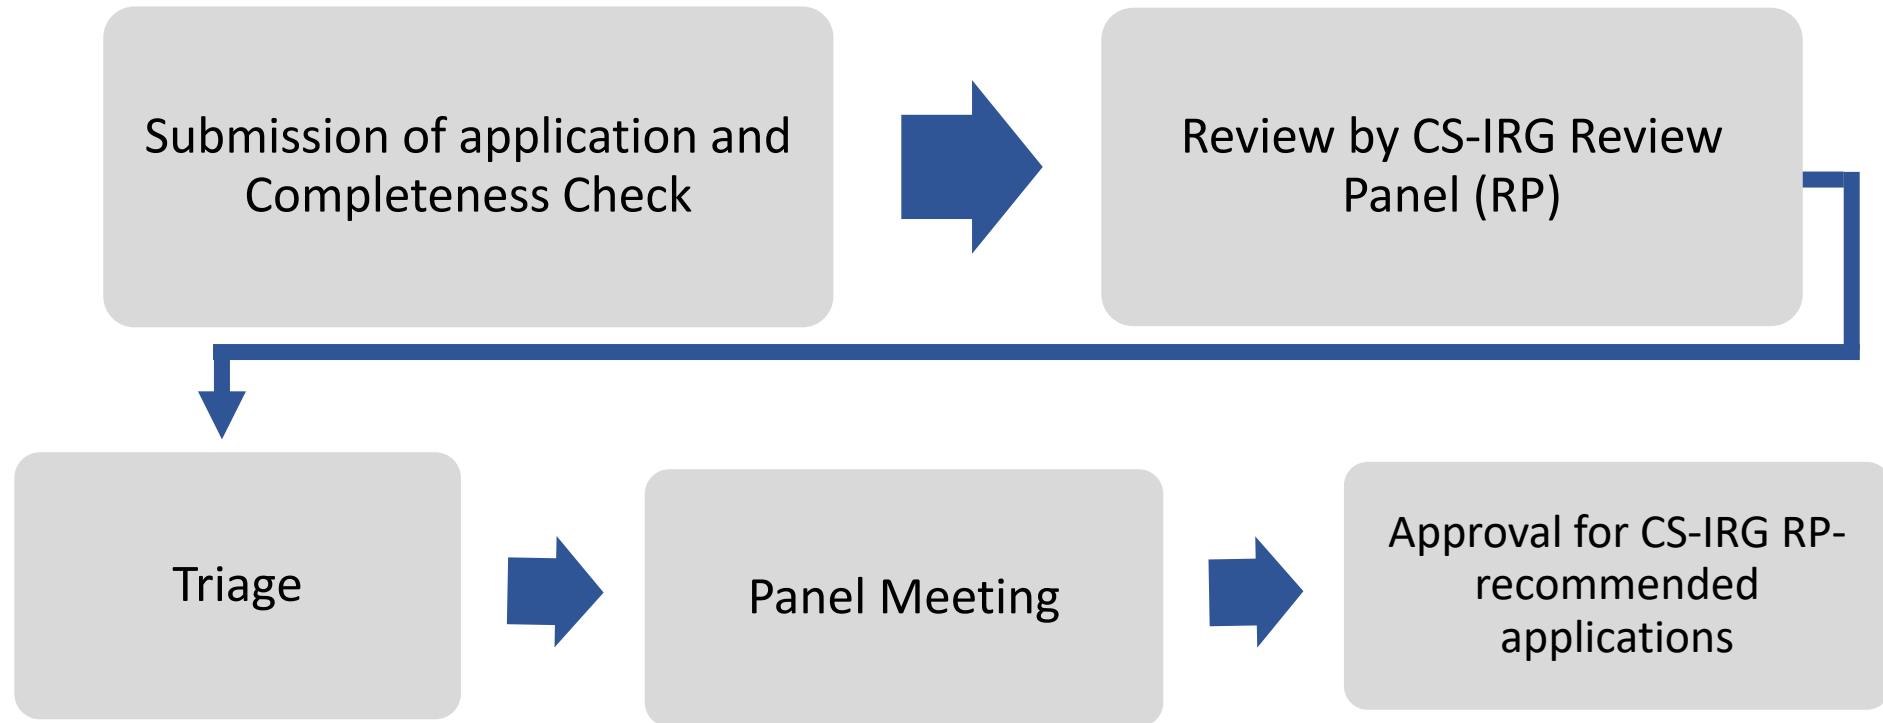 Submission of application and
Completeness Check
Review by CS-IRG Review
Panel (RP)
Triage
Panel Meeting
Approval for CS-IRG RP-
recommended
applications